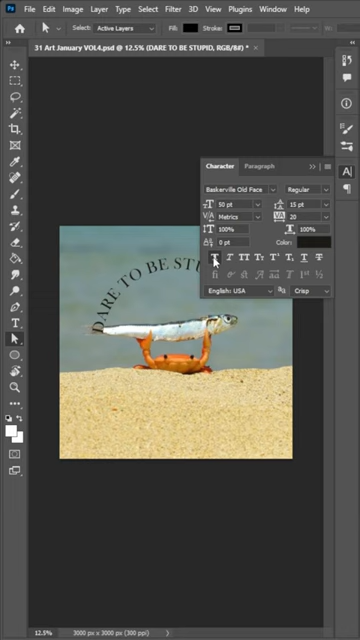 Ps File Edit Image Layer Type Select Filter 3D View Plugins Window
Select: Active Layers Fill: Stroke:
31 Art January VOL4.psd @ 12.5% (DARE TO BE STUPID, RGB/8#) * ×
Character Paragraph
Baskerville Old Face Regular
50 pt 15 pt
Metrics 20
100% 100%
0 pt Color:
English: USA Crisp
DARE TO BE STU
12.5% 3000 px x 3000 px (300 ppi)